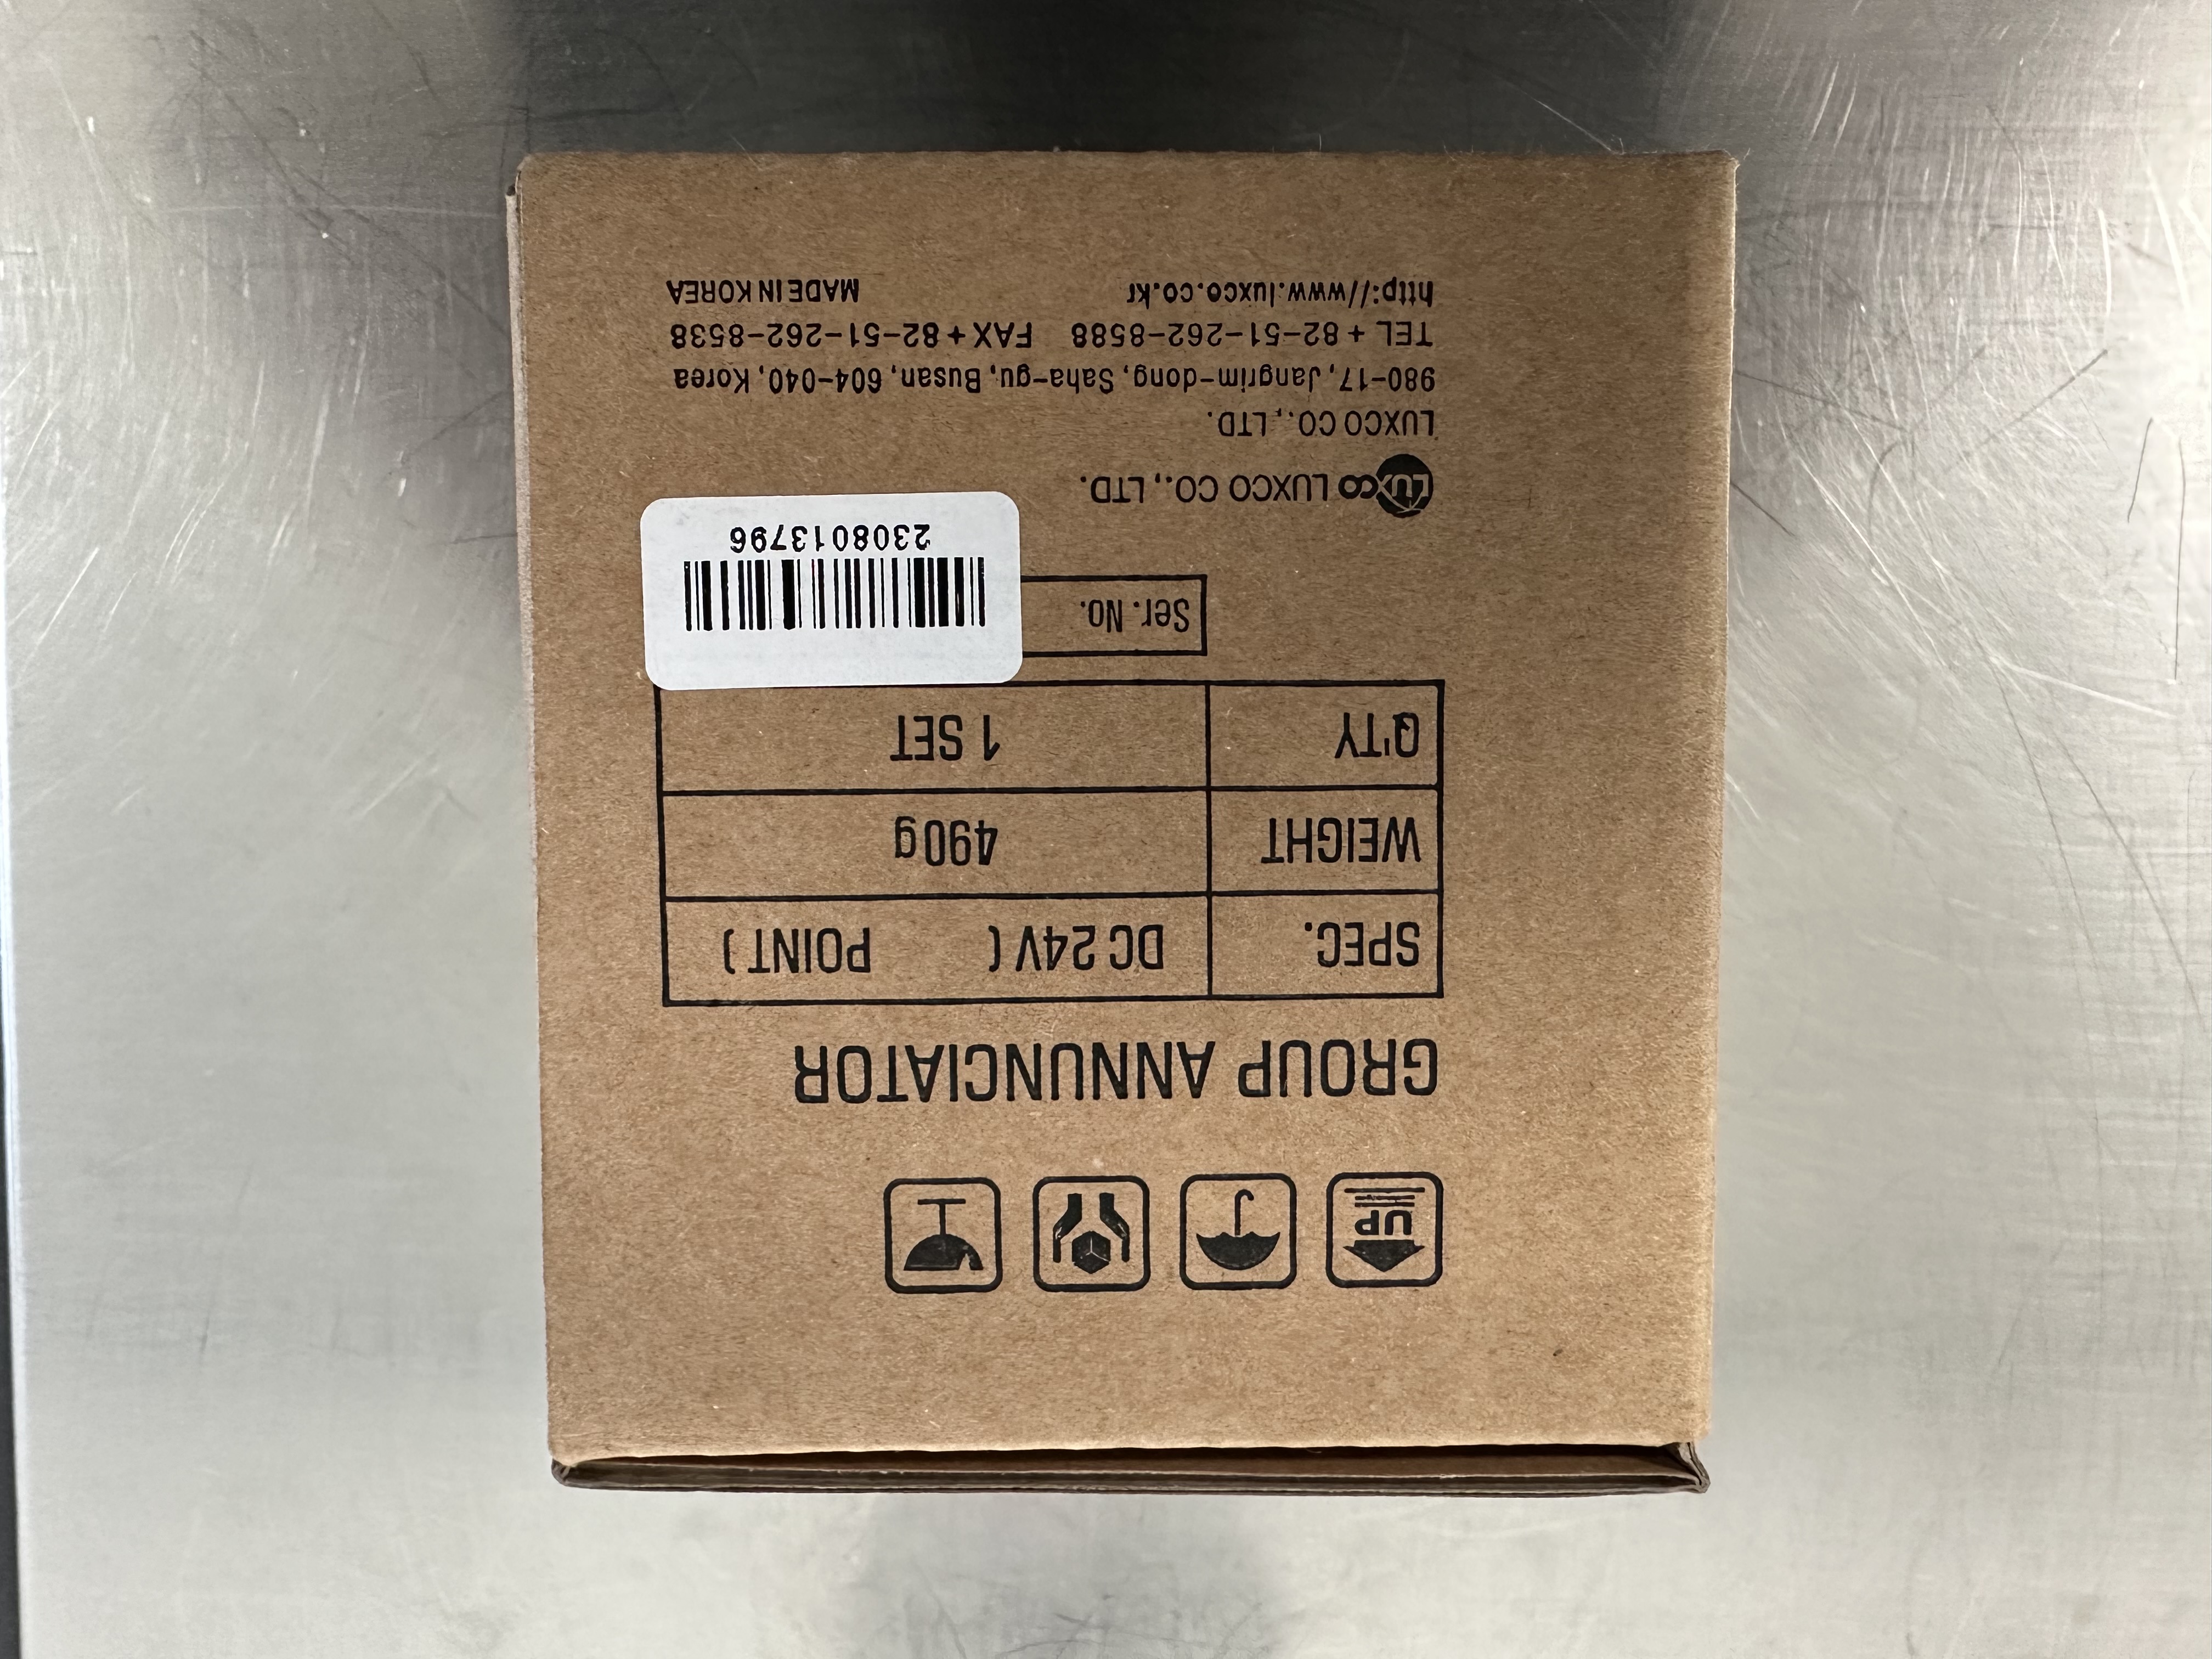 UP
GROUP ANNUNCIATOR
SPEC. DC 24V ( POINT )
WEIGHT 490g
Q'TY 1 SET
Ser. No.
2308013796
LUXCO LUXCO CO., LTD.
LUXCO CO., LTD.
980-17, Jangrim-dong, Saha-gu, Busan, 604-040, Korea
TEL + 82-51-262-8588 FAX + 82-51-262-8538
http://www.luxco.co.kr MADE IN KOREA